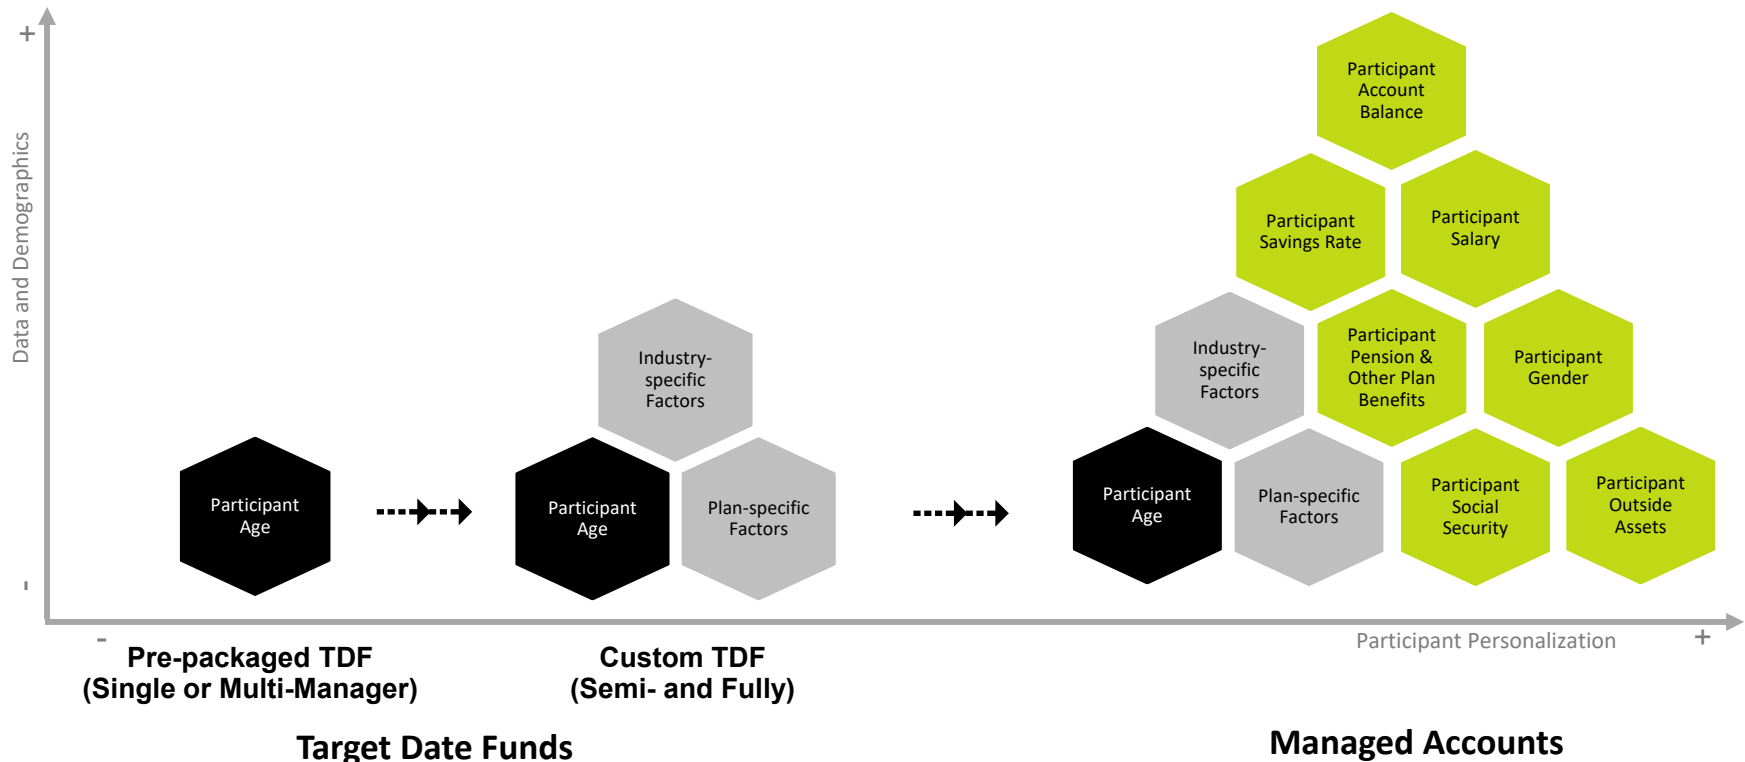 +
Data and Demographics
-
Participant
Age
Industry-
specific
Factors
Participant
Age
Plan-specific
Factors
Participant
Account
Balance
Participant
Savings Rate
Participant
Salary
Industry-
specific
Factors
Participant
Pension &
Other Plan
Benefits
Participant
Gender
Participant
Age
Plan-specific
Factors
Participant
Social
Security
Participant
Outside
Assets
-
Participant Personalization
+
Pre-packaged TDF
(Single or Multi-Manager)
Custom TDF
(Semi- and Fully)
Target Date Funds
Managed Accounts